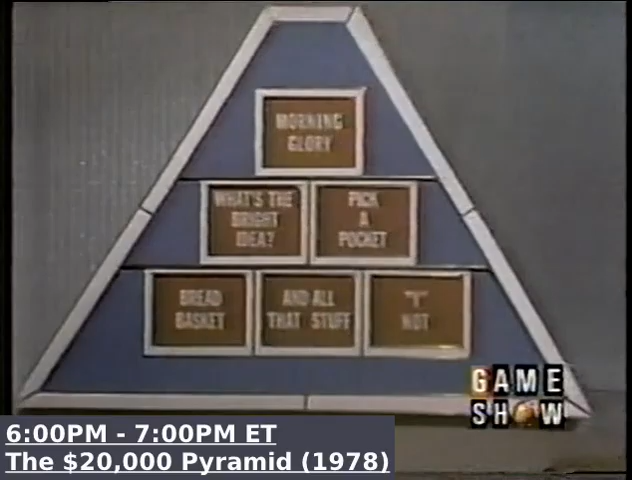 MORNING
GLORY
WHAT'S THE
BRIGHT
IDEA?
PICK
A
POCKET
BREAD
BASKET
AND ALL
THAT STUFF
"I"
NOT
GAME
SHOW
6:00PM - 7:00PM ET
The $20,000 Pyramid (1978)